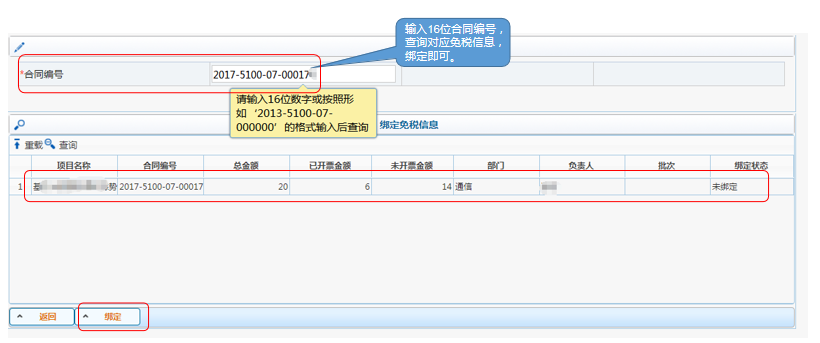 输入16位合同编号，
查询对应免税信息，
绑定即可。
*合同编号
2017-5100-07-00017
请输入16位数字或按照形
如‘2013-5100-07-
000000’的格式输入后查询
绑定免税信息
重载 查询
项目名称 合同编号 总金额 已开票金额 未开票金额 部门 负责人 批次 绑定状态
1 基 势 2017-5100-07-00017 20 6 14 通信 未绑定
返回 绑定